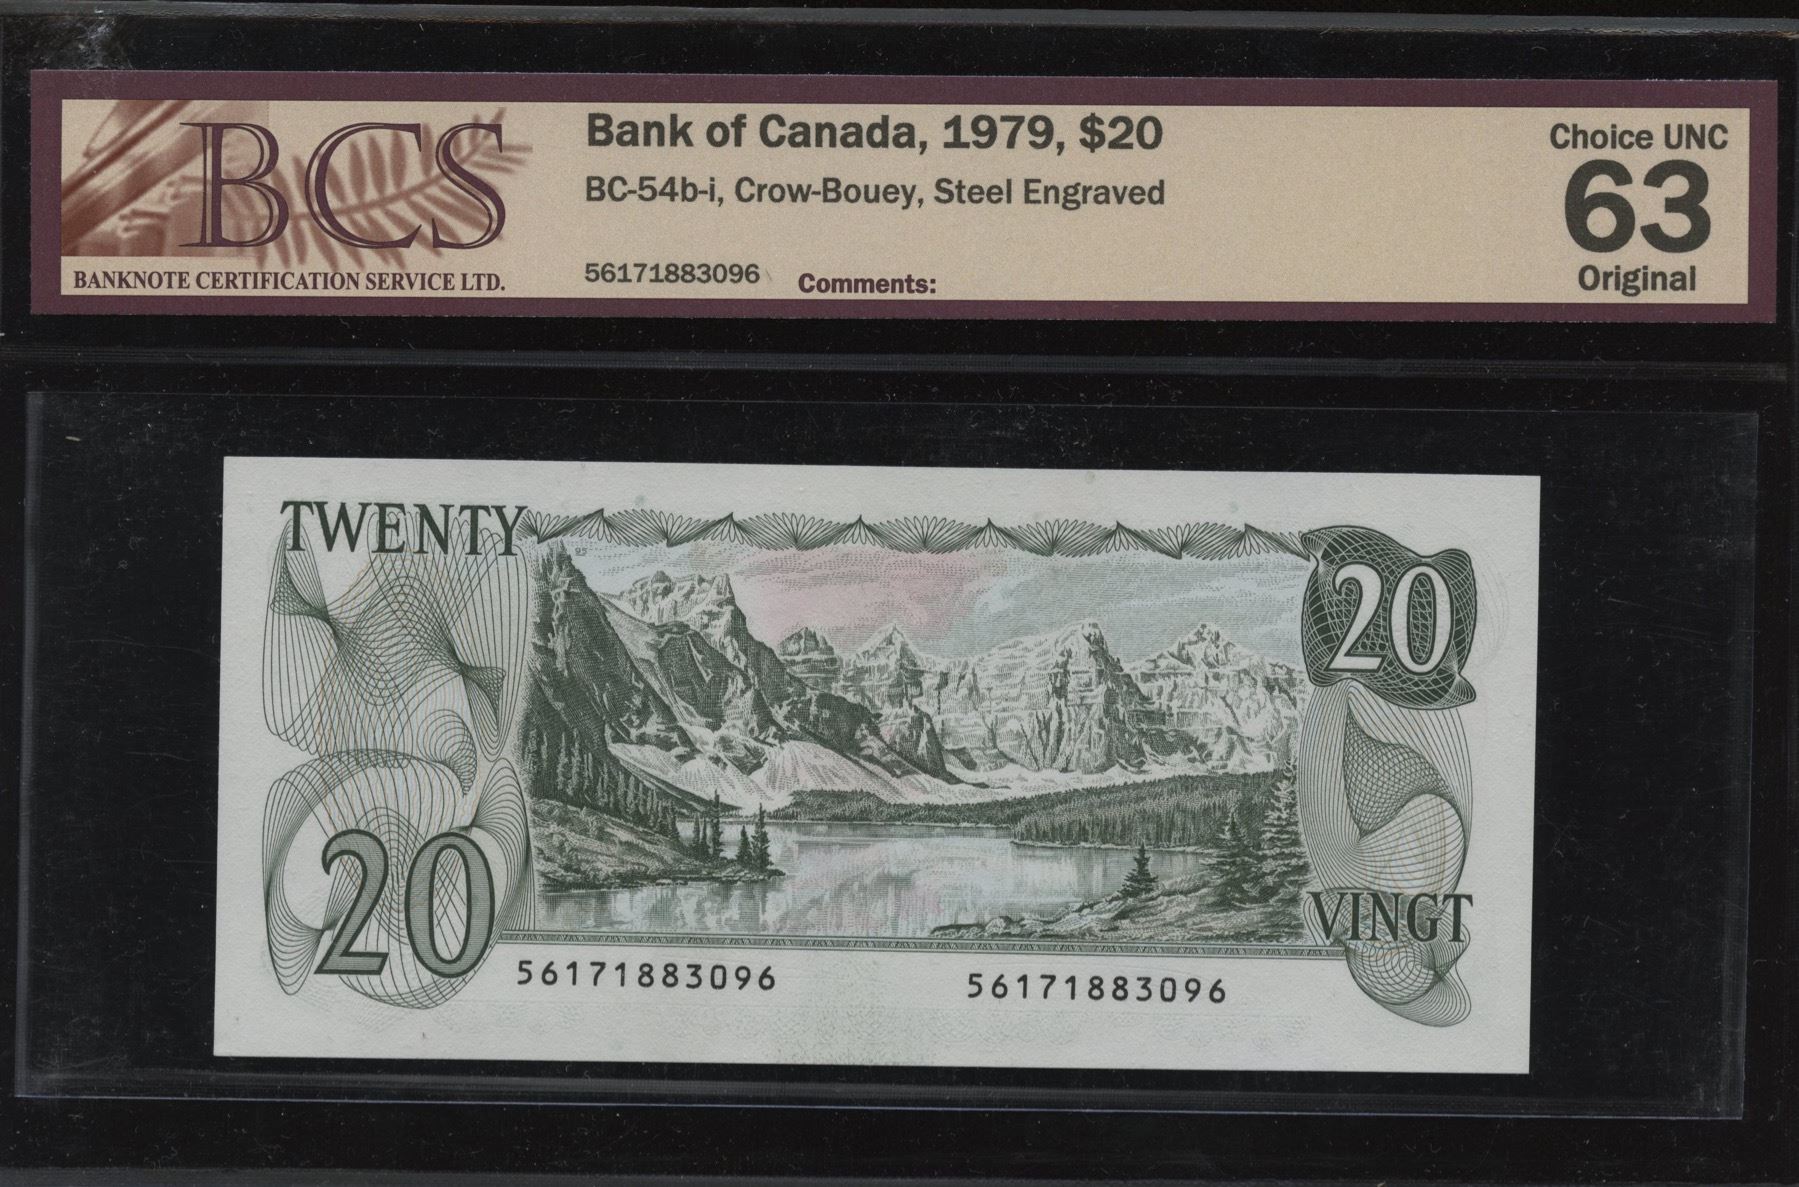 BCS
BANKNOTE CERTIFICATION SERVICE LTD.
Bank of Canada, 1979, $20
BC-54b-i, Crow-Bouey, Steel Engraved
56171883096 Comments:
Choice UNC
63
Original
TWENTY
95
20
20
VINGT
56171883096 56171883096